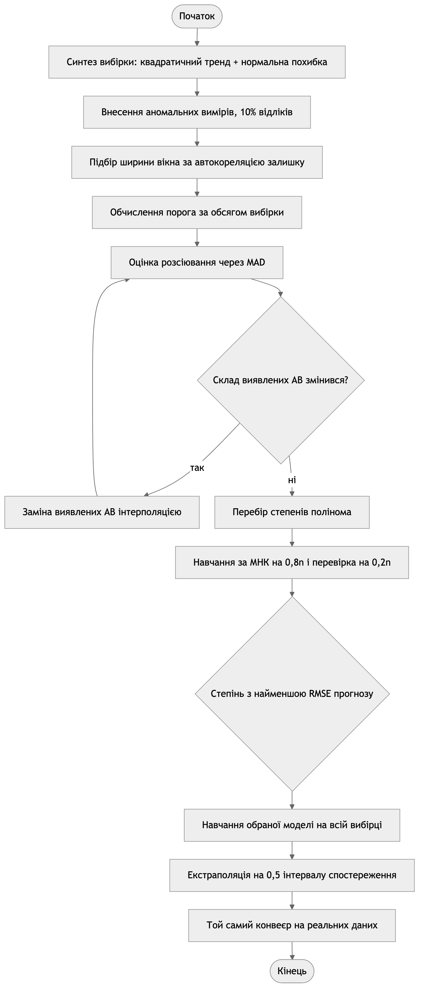 Початок
Синтез вибірки: квадратичний тренд + нормальна похибка
Внесення аномальних вимірів, 10% відліків
Підбір ширини вікна за автокореляцією залишку
Обчислення порога за обсягом вибірки
Оцінка розсіювання через MAD
Склад виявлених АВ змінився?
так
ні
Заміна виявлених АВ інтерполяцією
Перебір степенів полінома
Навчання за МНК на 0,8n і перевірка на 0,2n
Степінь з найменшою RMSE прогнозу
Навчання обраної моделі на всій вибірці
Екстраполяція на 0,5 інтервалу спостереження
Той самий конвеєр на реальних даних
Кінець